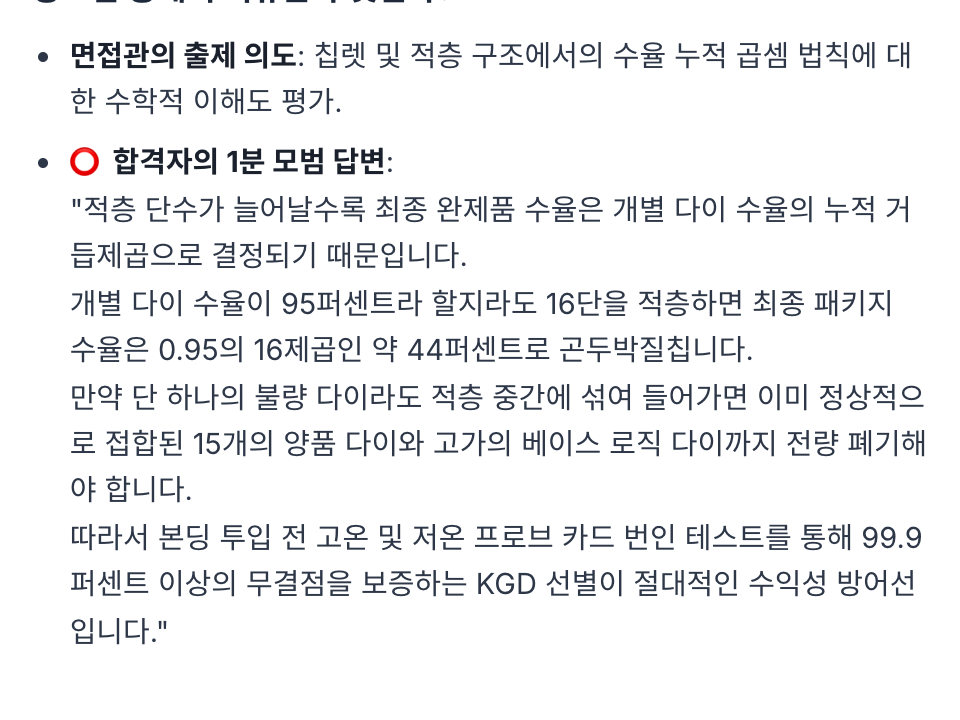 • 면접관의 출제 의도: 칩렛 및 적층 구조에서의 수율 누적 곱셈 법칙에 대
한 수학적 이해도 평가.
• ⭕ 합격자의 1분 모범 답변:
"적층 단수가 늘어날수록 최종 완제품 수율은 개별 다이 수율의 누적 거
듭제곱으로 결정되기 때문입니다.
개별 다이 수율이 95퍼센트라 할지라도 16단을 적층하면 최종 패키지
수율은 0.95의 16제곱인 약 44퍼센트로 곤두박질칩니다.
만약 단 하나의 불량 다이라도 적층 중간에 섞여 들어가면 이미 정상적으
로 접합된 15개의 양품 다이와 고가의 베이스 로직 다이까지 전량 폐기해
야 합니다.
따라서 본딩 투입 전 고온 및 저온 프로브 카드 번인 테스트를 통해 99.9
퍼센트 이상의 무결점을 보증하는 KGD 선별이 절대적인 수익성 방어선
입니다."